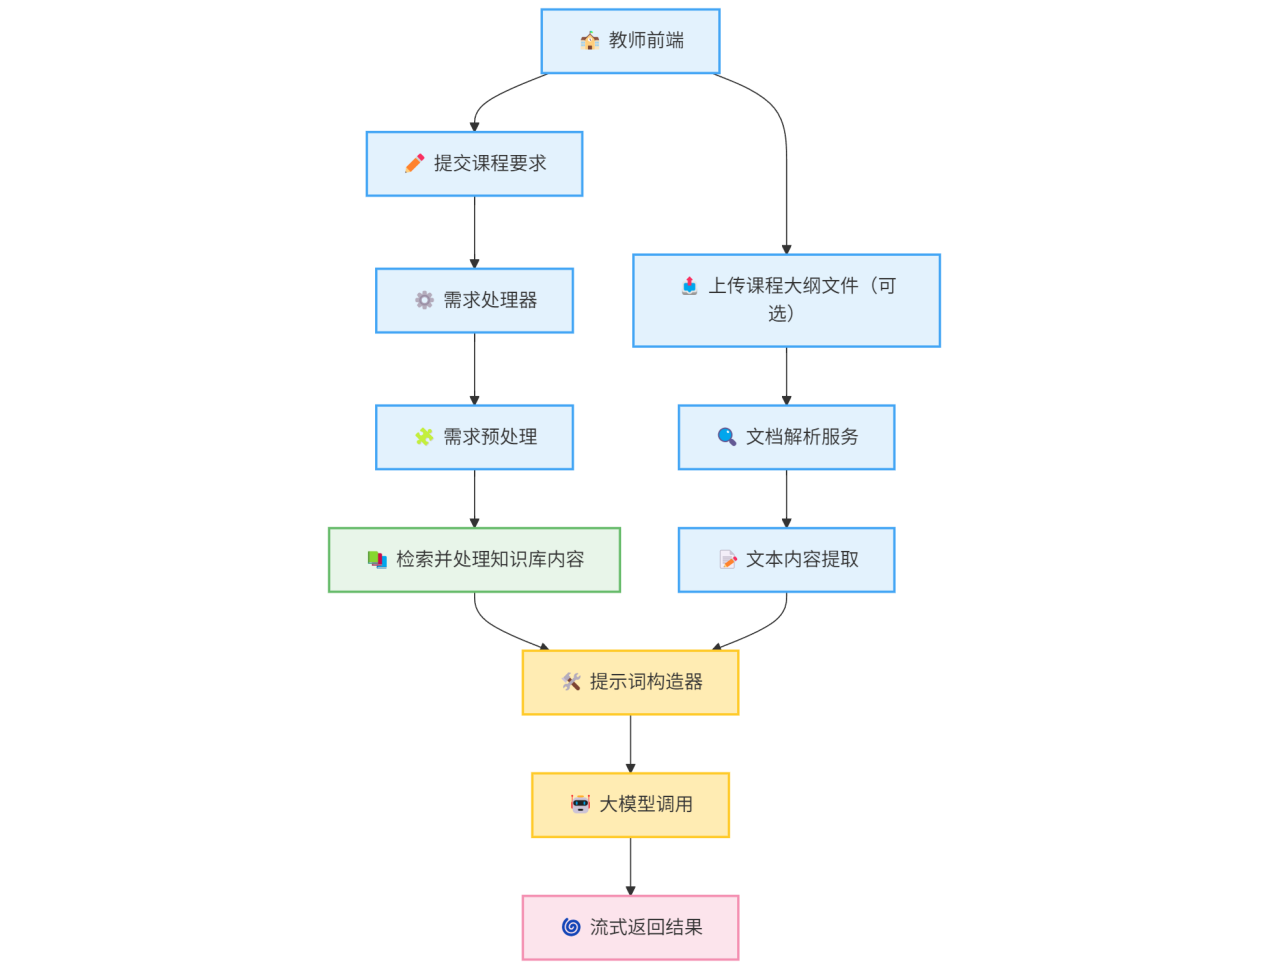 教师前端
提交课程要求
需求处理器
上传课程大纲文件（可
选）
需求预处理
文档解析服务
检索并处理知识库内容
文本内容提取
提示词构造器
大模型调用
流式返回结果